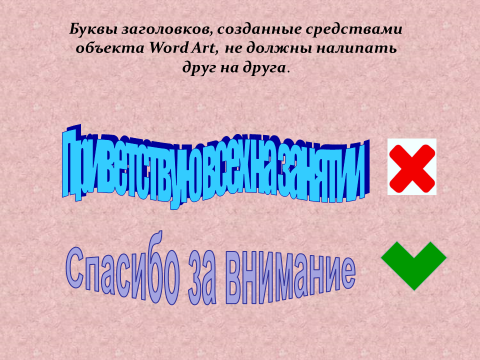 Буквы заголовков, созданные средствами
объекта Word Art, не должны налипать
друг на друга.
Приветствую всех на занятии
Спасибо за внимание